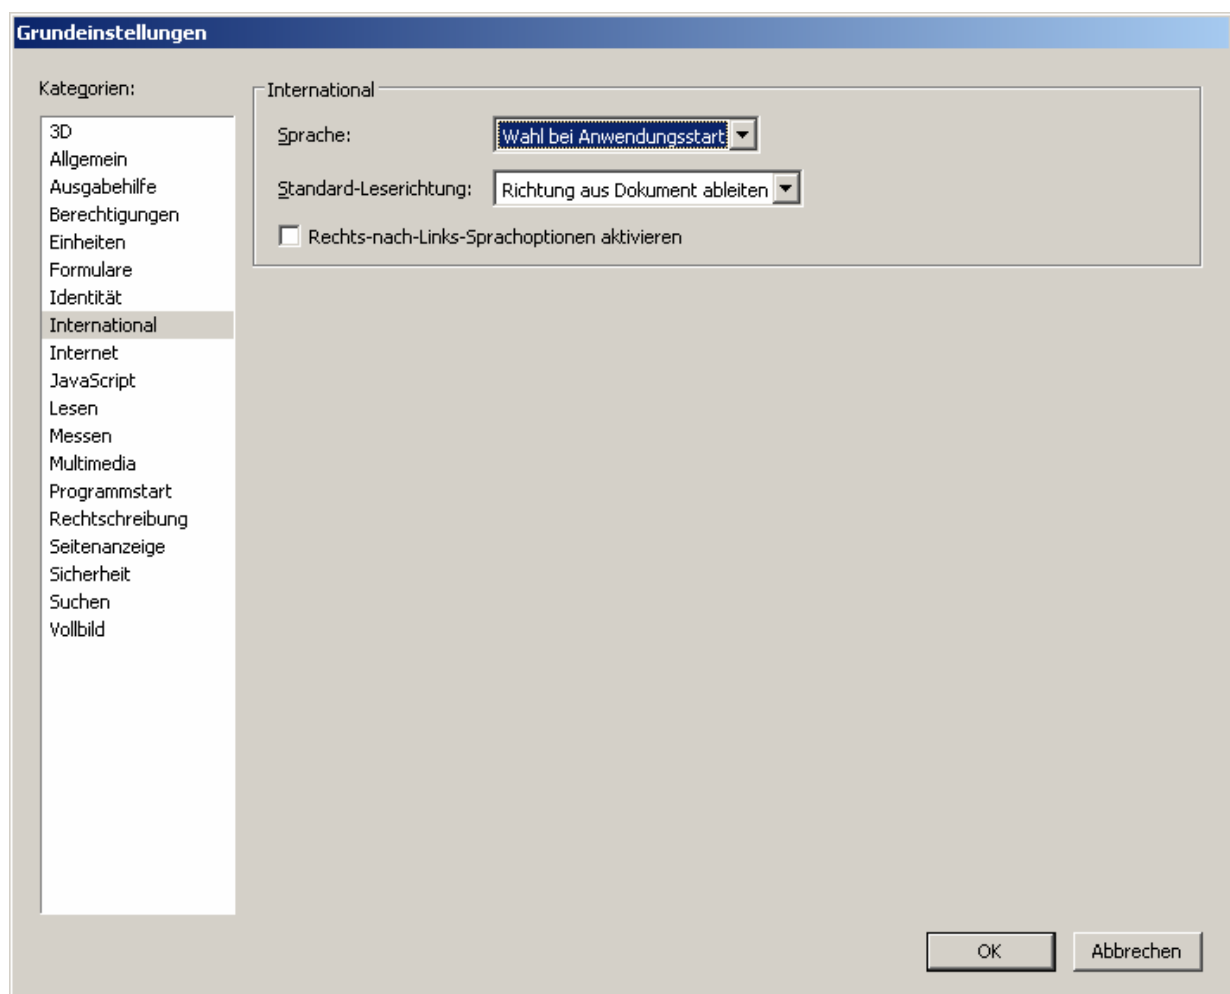 Grundeinstellungen
Kategorien:
3D
Allgemein
Ausgabehilfe
Berechtigungen
Einheiten
Formulare
Identität
International
Internet
JavaScript
Lesen
Messen
Multimedia
Programmstart
Rechtschreibung
Seitenanzeige
Sicherheit
Suchen
Vollbild
International
Sprache: Wahl bei Anwendungsstart
Standard-Leserichtung: Richtung aus Dokument ableiten
Rechts-nach-Links-Sprachoptionen aktivieren
OK Abbrechen